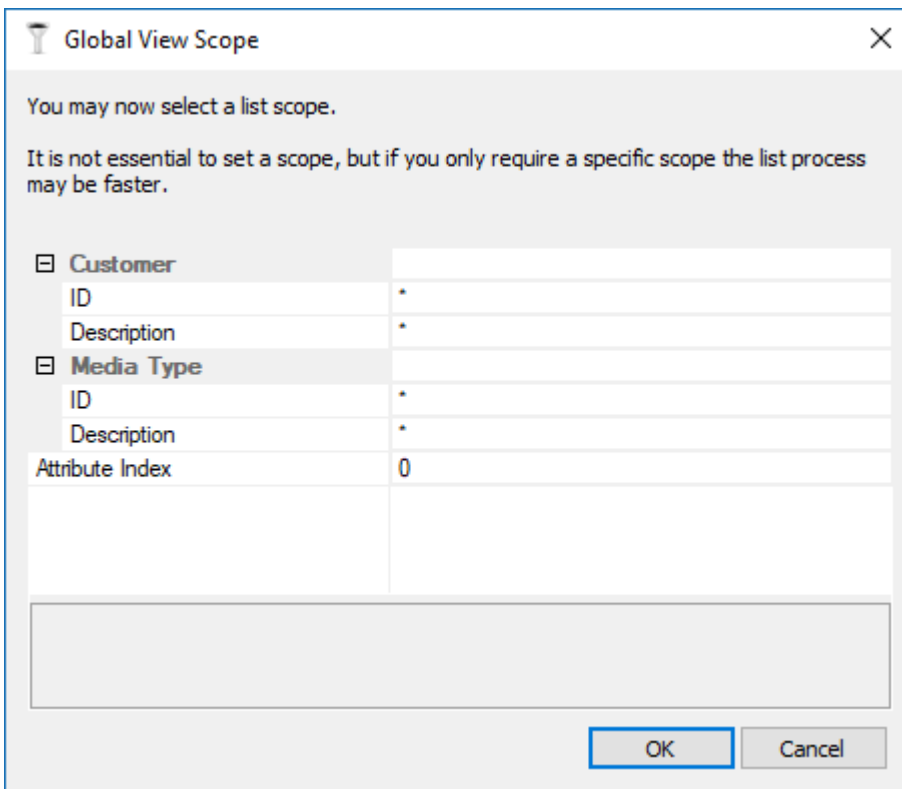 Global View Scope
You may now select a list scope.
It is not essential to set a scope, but if you only require a specific scope the list process
may be faster.
Customer
ID *
Description *
Media Type
ID *
Description *
Attribute Index 0
OK Cancel